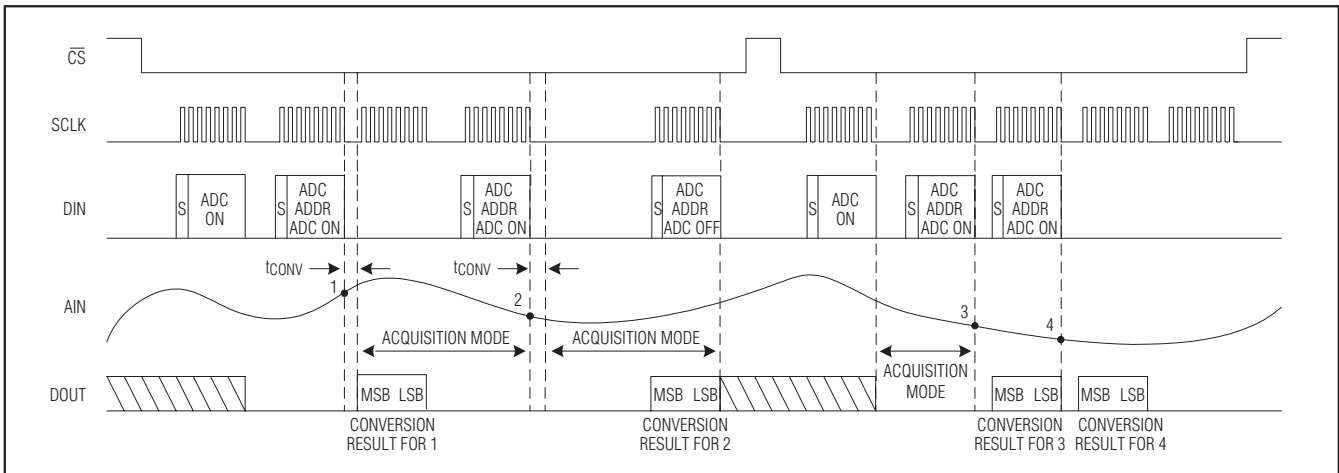 CS
SCLK
DIN
S
ADC
ON
S
ADC
ADDR
ADC ON
S
ADC
ADDR
ADC ON
S
ADC
ADDR
ADC OFF
S
ADC
ON
S
ADC
ADDR
ADC ON
S
ADC
ADDR
ADC ON
tCONV
tCONV
AIN
1
2
3
4
ACQUISITION MODE
ACQUISITION MODE
ACQUISITION
MODE
DOUT
MSB LSB
MSB LSB
MSB LSB
MSB LSB
CONVERSION
RESULT FOR 1
CONVERSION
RESULT FOR 2
CONVERSION
RESULT FOR 3
CONVERSION
RESULT FOR 4